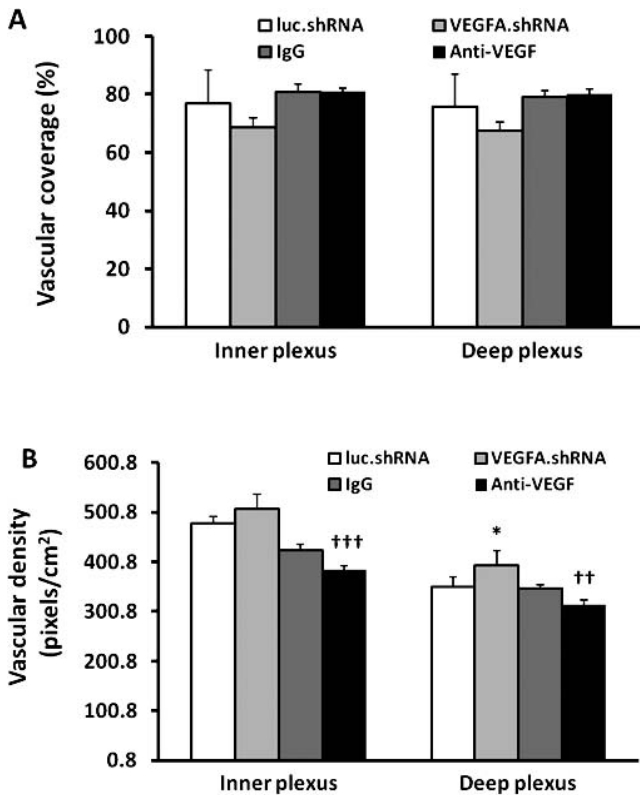 A
luc.shRNA VEGFA.shRNA
IgG Anti-VEGF
Vascular coverage (%)
100
80
60
40
20
0
Inner plexus Deep plexus
B
luc.shRNA VEGFA.shRNA
IgG Anti-VEGF
Vascular density
(pixels/cm²)
600.8
500.8
400.8
300.8
200.8
100.8
0.8
†††
*
††
Inner plexus Deep plexus